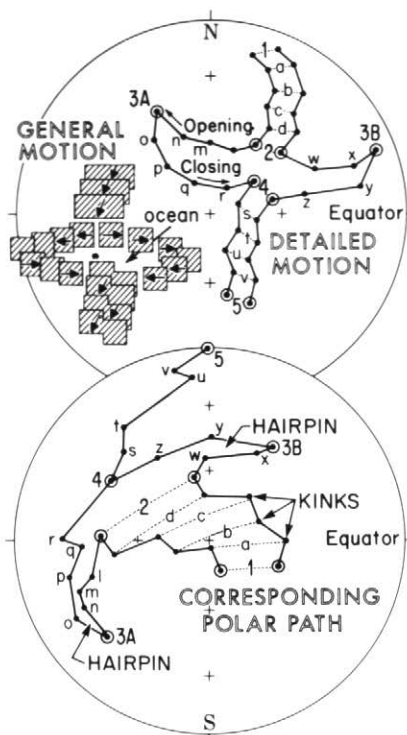 N
1
a
b
c
d
2
3A
n
m
Opening
o
p
q
r
Closing
4
3B
w
x
y
z
Equator
GENERAL
MOTION
ocean
s
t
u
v
5
DETAILED
MOTION
5
v
u
t
s
y
HAIRPIN
z
3B
4
w
x
2
d
c
b
a
1
KINKS
r
q
Equator
p
l
m
n
o
3A
HAIRPIN
CORRESPONDING
POLAR PATH
S